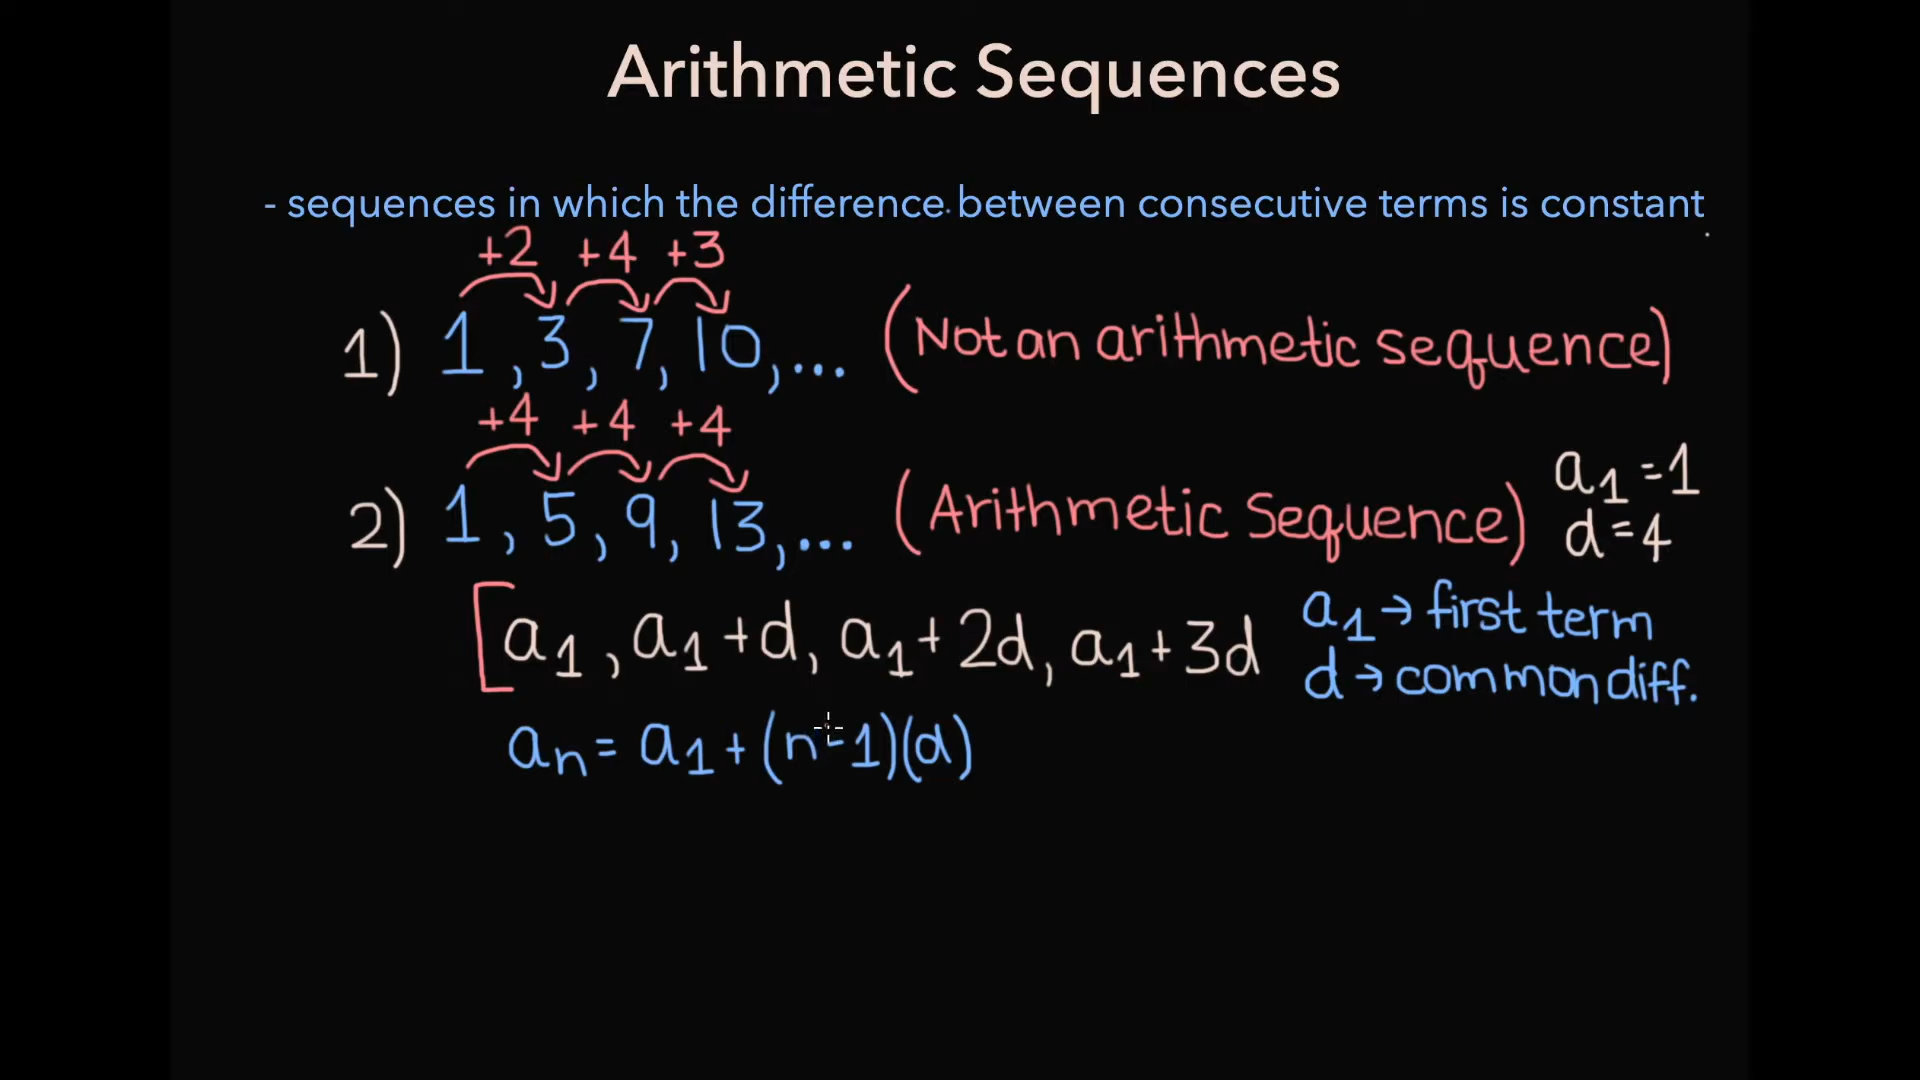 Arithmetic Sequences
- sequences in which the difference between consecutive terms is constant
+2 +4 +3
1) 1, 3, 7, 10, ... (Not an arithmetic sequence)
+4 +4 +4
2) 1, 5, 9, 13, ... (Arithmetic Sequence) a₁=1
d=4
[a₁, a₁+d, a₁+2d, a₁+3d a₁→first term
d→common diff.
aₙ=a₁+(n-1)(d)